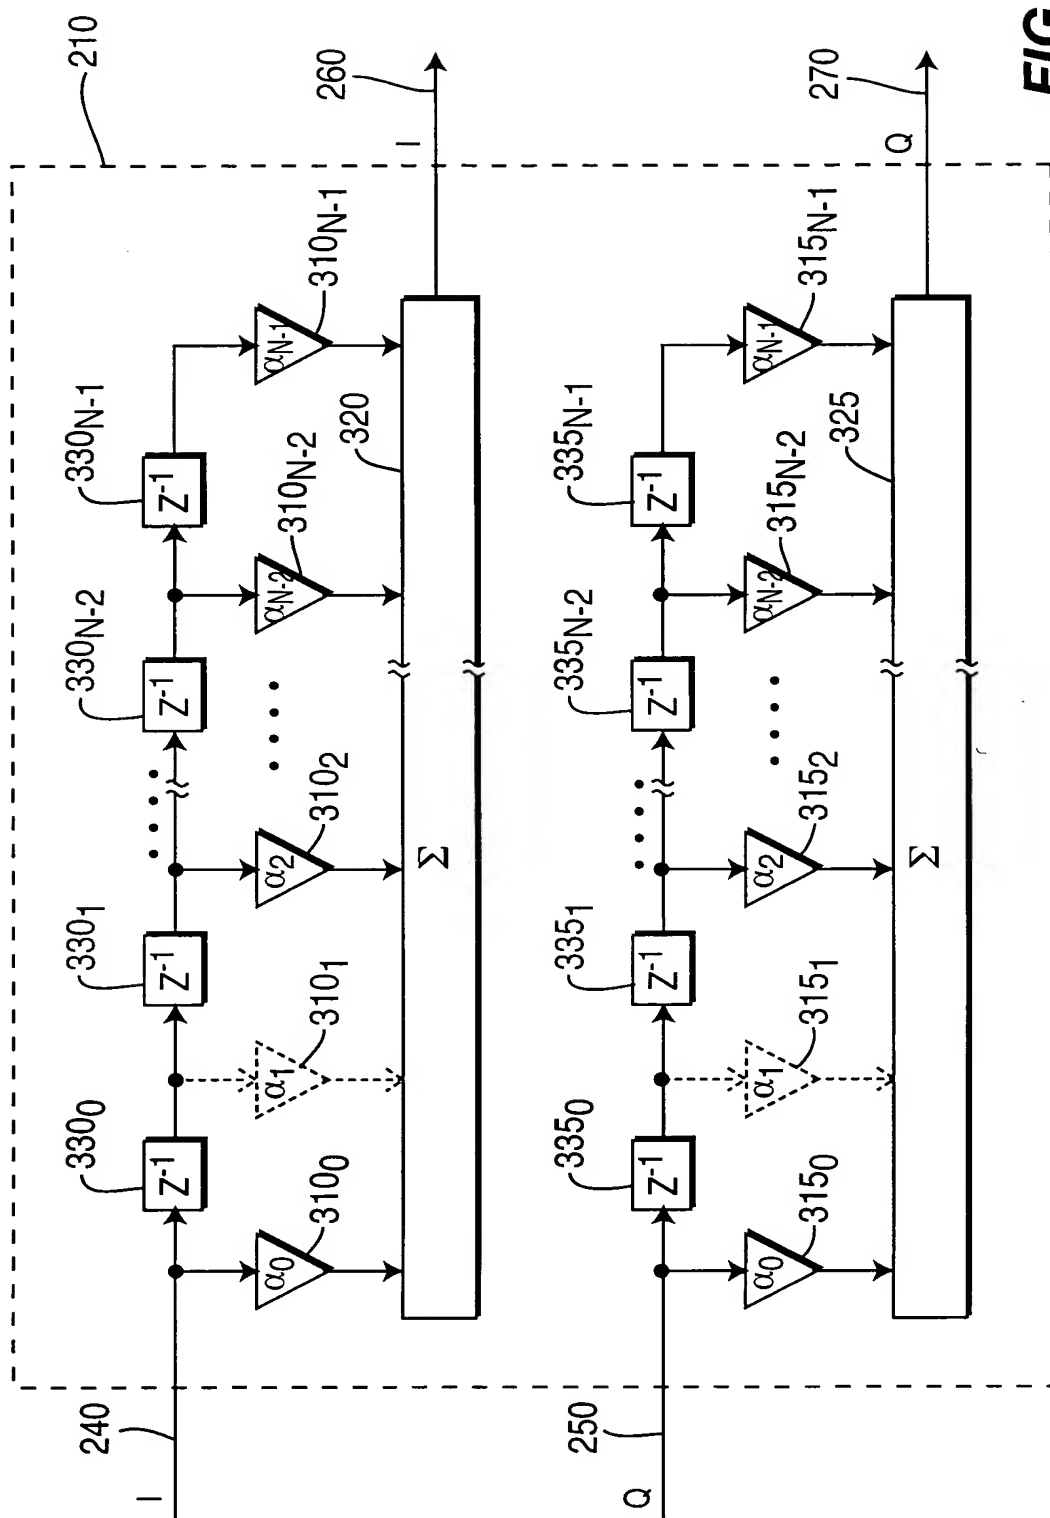 210
330₀ 330₁ 330N-2 330N-1
I 240 Z-1 Z-1 Z-1 Z-1
α0 α1 α2 αN-2 αN-1
310₀ 310₁ 310₂ 310N-2 310N-1
320
Σ
I 260
335₀ 335₁ 335N-2 335N-1
Q 250 Z-1 Z-1 Z-1 Z-1
α0 α1 α2 αN-2 αN-1
315₀ 315₁ 315₂ 315N-2 315N-1
325
Σ
Q 270
FIG